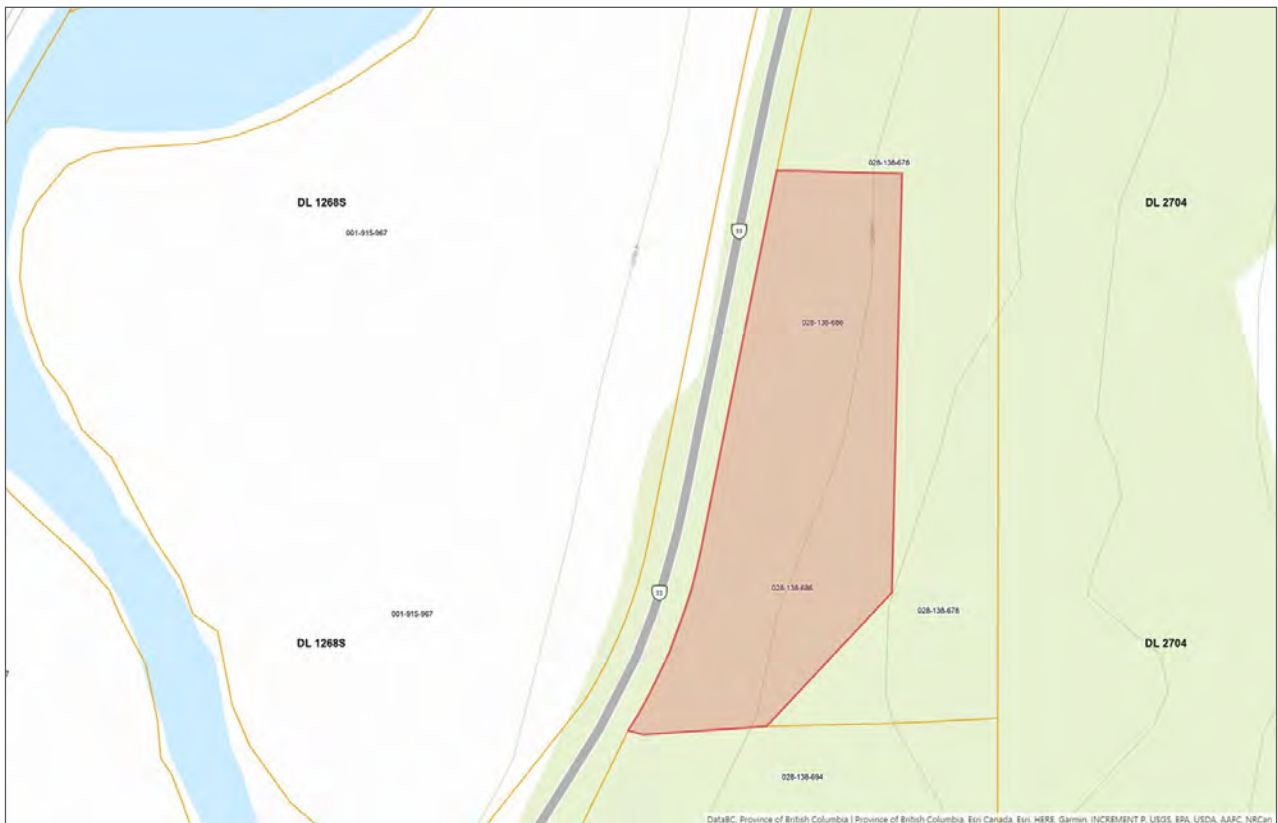 028-138-678
DL 1268S
DL 2704
001-915-967
33
028-138-686
028-138-686
33
028-138-678
001-915-967
DL 1268S
DL 2704
028-138-694
DataBC, Province of British Columbia | Province of British Columbia, Esri Canada, Esri, HERE, Garmin, INCREMENT P, USGS, EPA, USDA, AAFC, NRCan